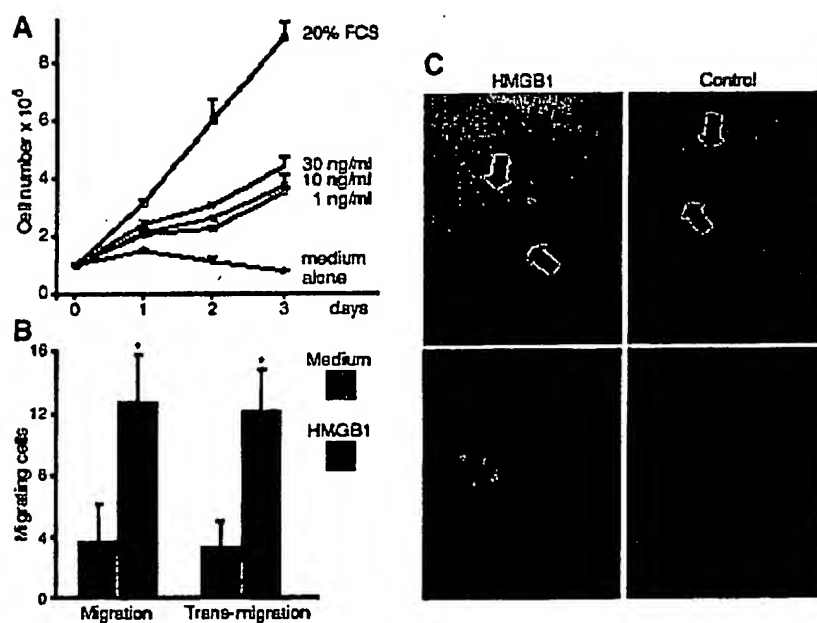 A
Cell number x 10⁶
8
6
4
2
0
20% FCS
30 ng/ml
10 ng/ml
1 ng/ml
medium
alone
0 1 2 3 days
B
Migrating cells
16
12
8
4
0
* *
Medium
HMGB1
Migration Trans-migration
C
HMGB1 Control